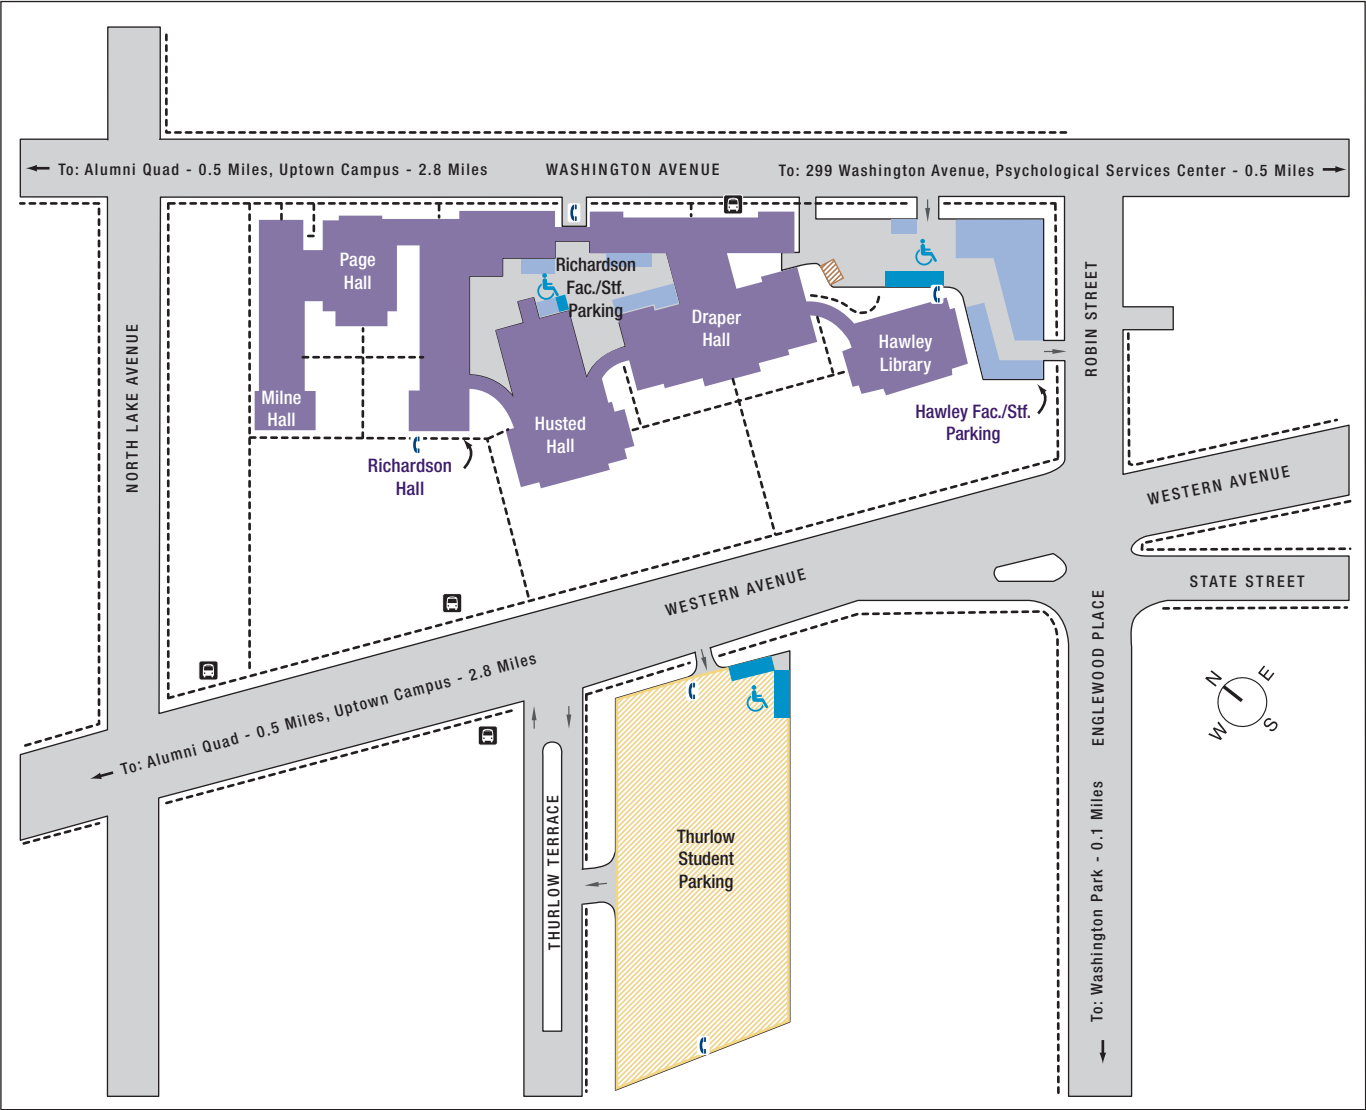 To: Alumni Quad - 0.5 Miles, Uptown Campus - 2.8 Miles
WASHINGTON AVENUE
To: 299 Washington Avenue, Psychological Services Center - 0.5 Miles
Page
Hall
Richardson
Fac./Stf.
Parking
Draper
Hall
Hawley
Library
ROBIN STREET
NORTH LAKE AVENUE
Milne
Hall
Husted
Hall
Hawley Fac./Stf.
Parking
Richardson
Hall
WESTERN AVENUE
STATE STREET
WESTERN AVENUE
To: Alumni Quad - 0.5 Miles, Uptown Campus - 2.8 Miles
N
E
W
S
ENGLEWOOD PLACE
To: Washington Park - 0.1 Miles
THURLOW TERRACE
Thurlow
Student
Parking